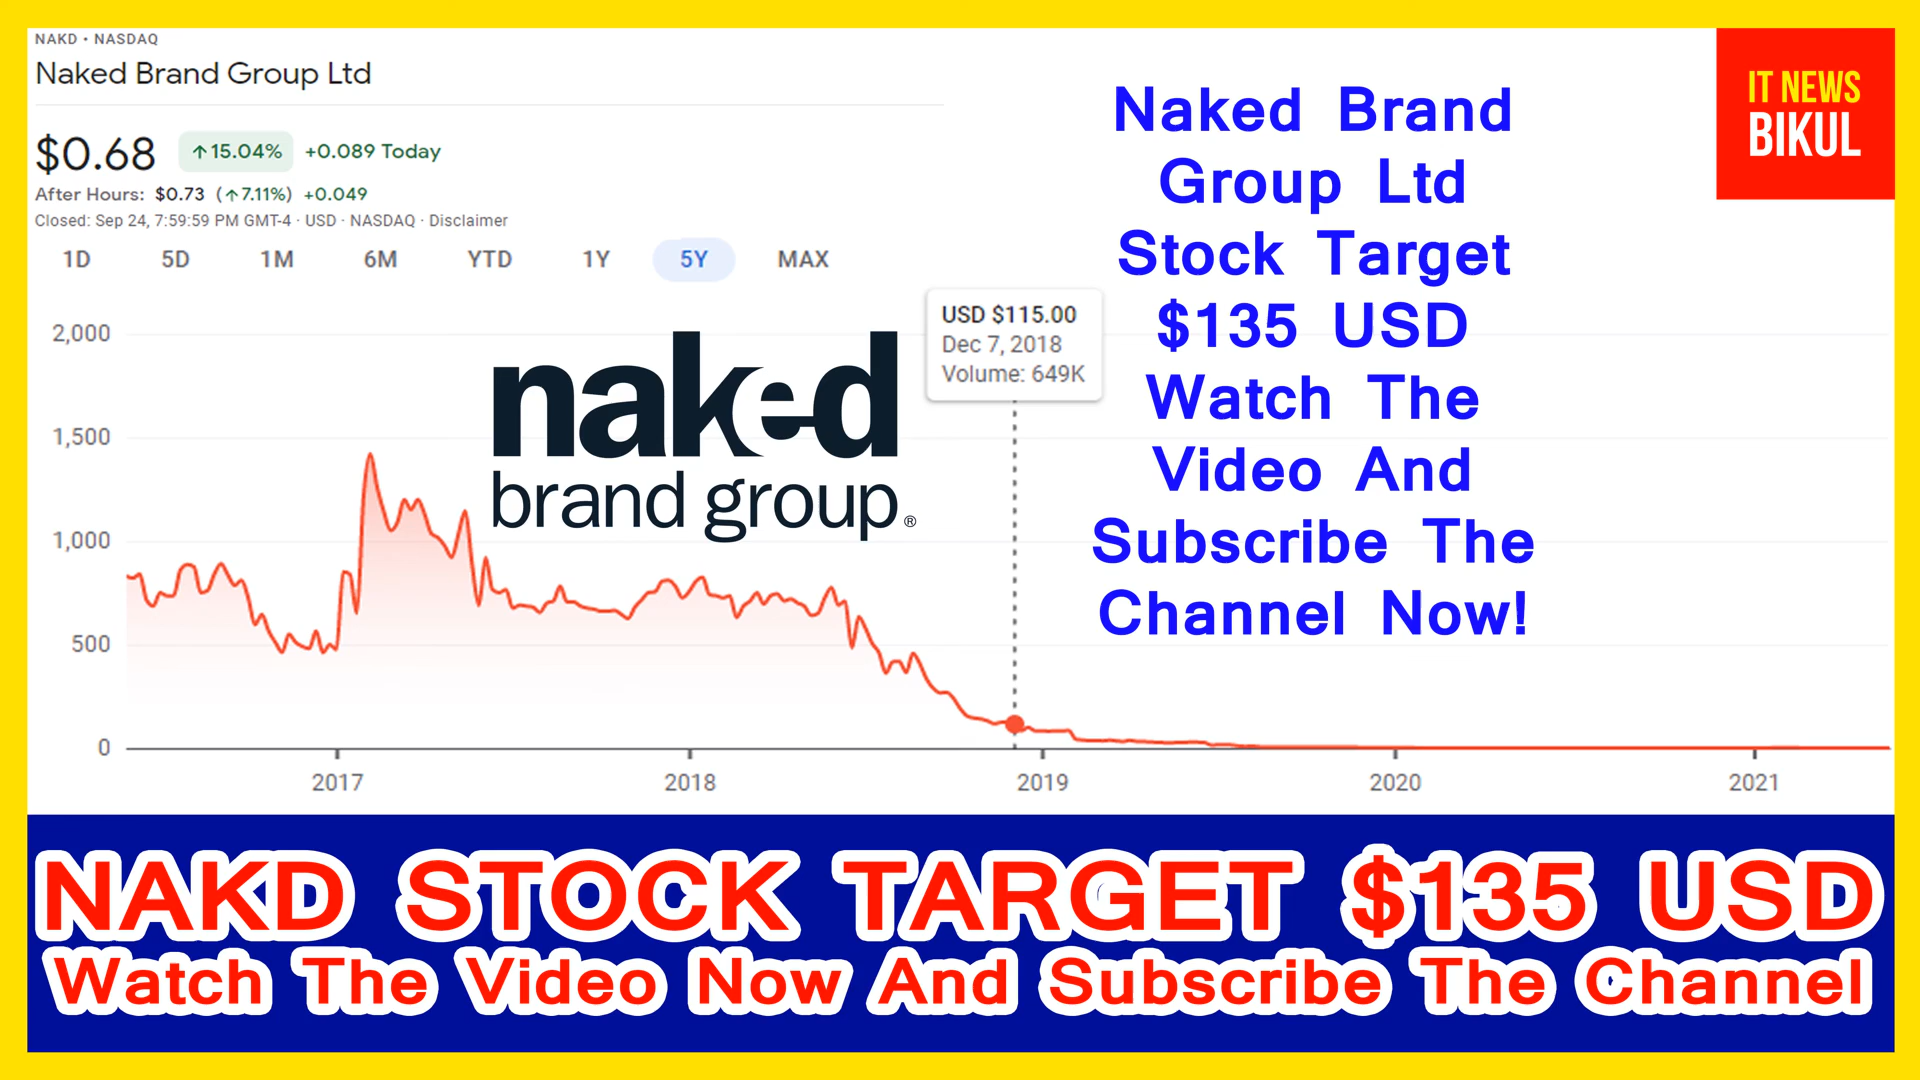 NAKD • NASDAQ
Naked Brand Group Ltd
$0.68 ↑15.04% +0.089 Today
After Hours: $0.73 (↑7.11%) +0.049
Closed: Sep 24, 7:59:59 PM GMT-4 · USD · NASDAQ · Disclaimer
1D 5D 1M 6M YTD 1Y 5Y MAX
USD $115.00
Dec 7, 2018
Volume: 649K
2,000
1,500
1,000
500
0
2017 2018 2019 2020 2021
naked
brand group®
Naked Brand
Group Ltd
Stock Target
$135 USD
Watch The
Video And
Subscribe The
Channel Now!
IT NEWS
BIKUL
NAKD STOCK TARGET $135 USD
Watch The Video Now And Subscribe The Channel